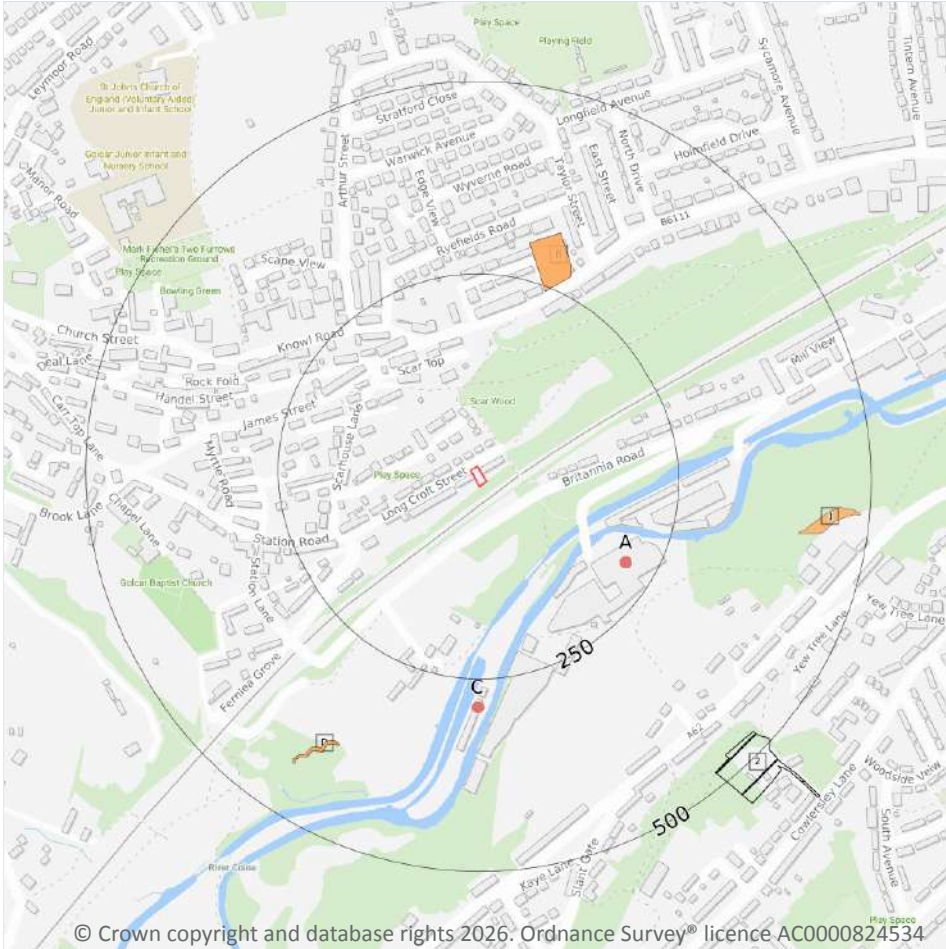 Play Space
Playing Field
Leymoor Road
Sycamore Avenue
Tintern Avenue
St Johns Church of
England (Voluntary Aided)
Junior and Infant School
Stratford Close
Longfield Avenue
Warwick Avenue
North Drive
Holmfield Drive
Golcar Junior Infant and
Nursery School
Arthur Street
Edge View
Wyverne Road
Taylor Street
East Street
Manor Road
B6111
Ryefields Road
Mark Fisher's Two Furrows
Recreation Ground
Play Space
Scape View
Bowling Green
Church Street
Knowl Road
Mill View
Deal Lane
Scar Top
Rock Fold
Handel Street
Scar Wood
Carr Top Lane
James Street
Scarhouse Lane
Myrtle Road
Play Space
Britannia Road
Long Croft Street
Brook Lane
Chapel Lane
1
Station Road
A
Golcar Baptist Church
Station Lane
Yew Tree Lane
Yew Tree Lane
250
Fernlea Grove
C
A62
D
2
Woodside View
Cowlersley Lane
500
South Avenue
River Colne
Kaye Lane
Slant Gate
Play Space
© Crown copyright and database rights 2026. Ordnance Survey® licence AC0000824534